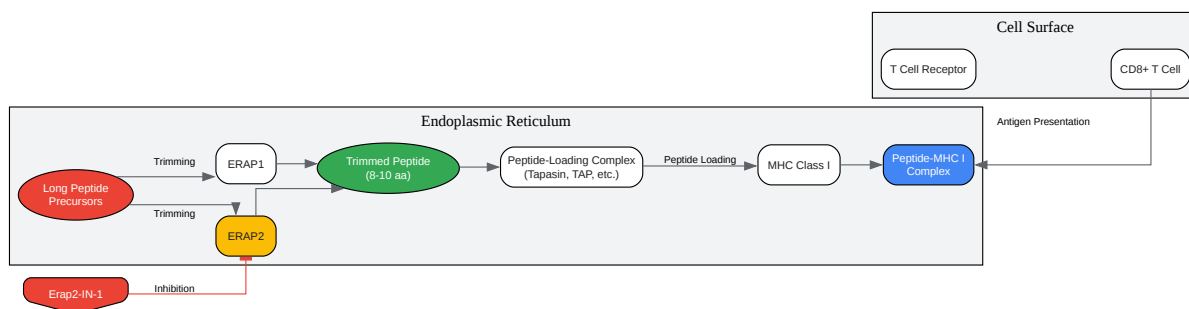 Cell Surface
T Cell Receptor
CD8+ T Cell
Antigen Presentation
Endoplasmic Reticulum
Trimming
ERAP1
Trimmed Peptide
(8-10 aa)
Peptide-Loading Complex
(Tapasin, TAP, etc.)
Peptide Loading
MHC Class I
Peptide-MHC I
Complex
Long Peptide
Precursors
Trimming
ERAP2
Erap2-IN-1
Inhibition